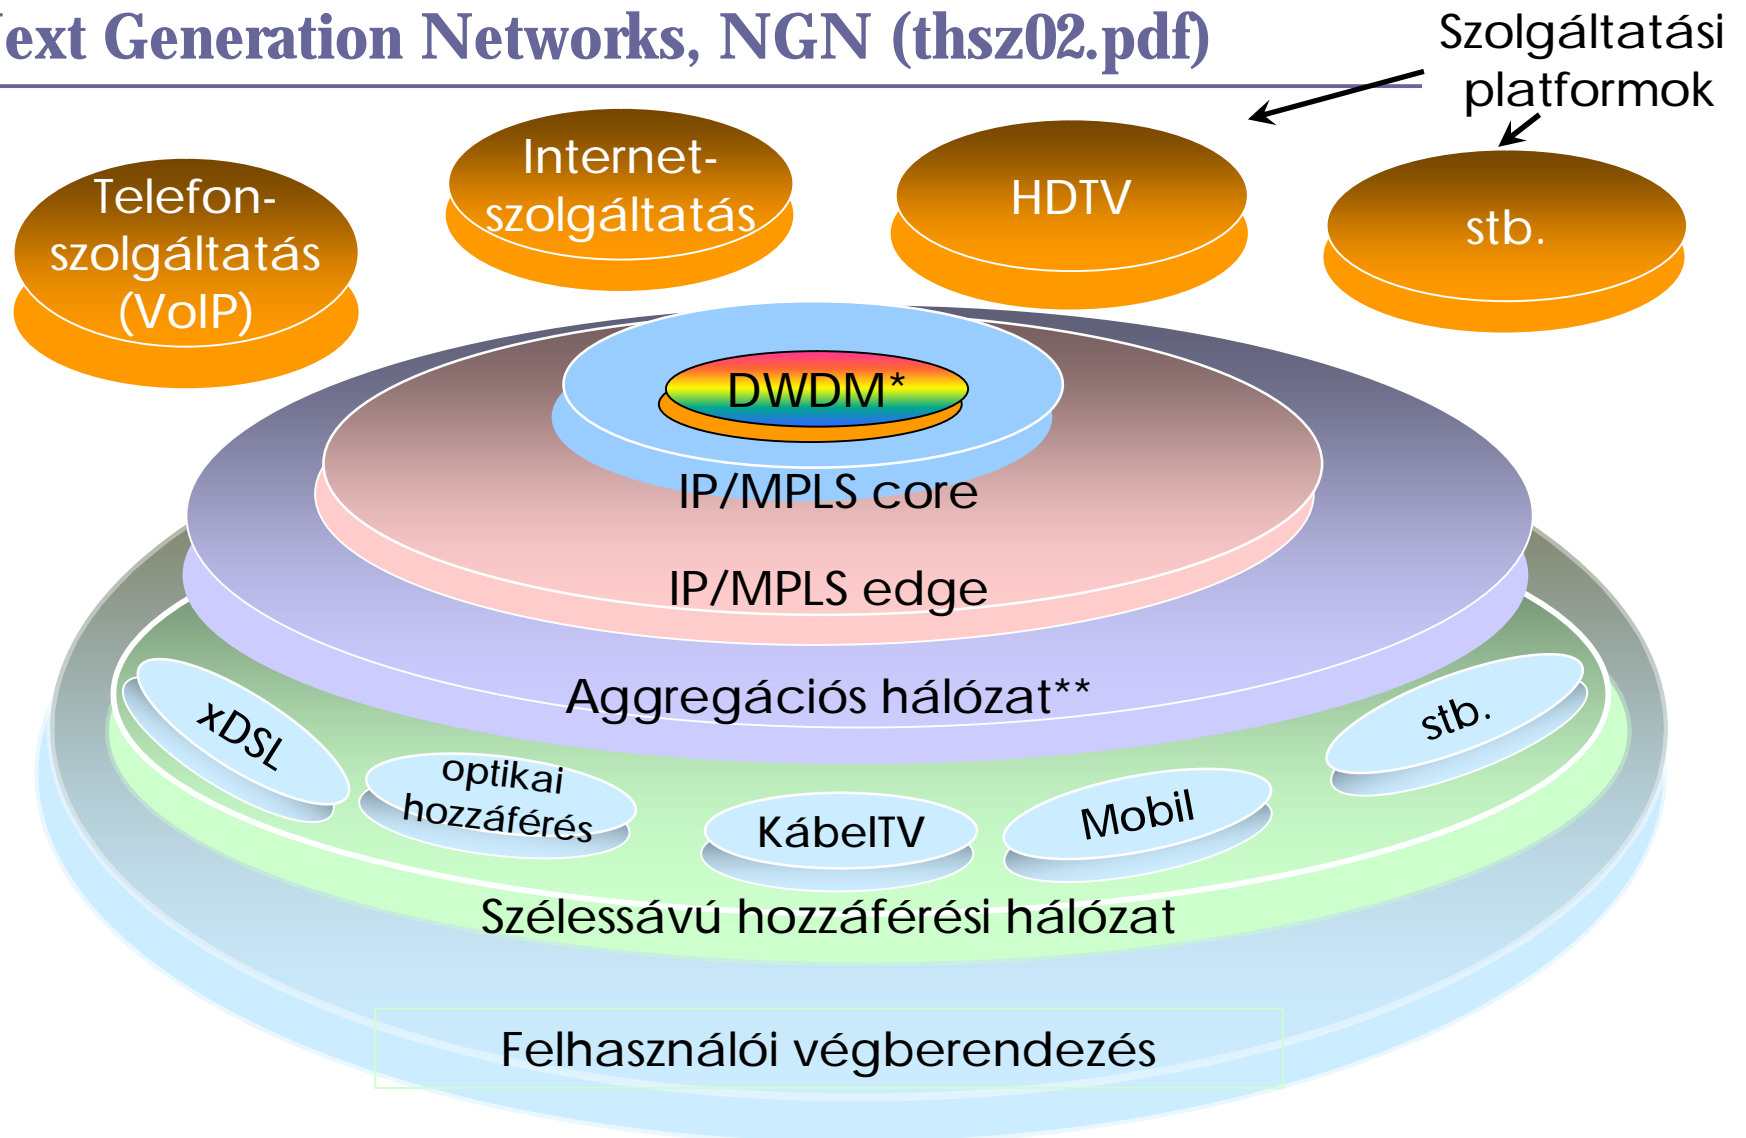 ext Generation Networks, NGN (thsz02.pdf)
Szolgáltatási
platformok
Telefon-
szolgáltatás
(VoIP)
Internet-
szolgáltatás
HDTV
stb.
DWDM*
IP/MPLS core
IP/MPLS edge
Aggregációs hálózat**
xDSL
optikai
hozzáférés
KábelTV
Mobil
stb.
Szélessávú hozzáférési hálózat
Felhasználói végberendezés